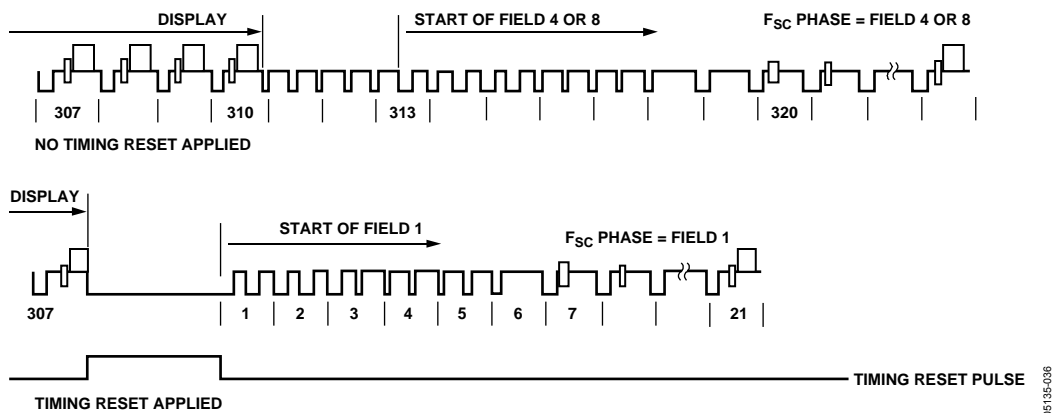 DISPLAY
START OF FIELD 4 OR 8
FSC PHASE = FIELD 4 OR 8
307
310
313
320
NO TIMING RESET APPLIED
DISPLAY
START OF FIELD 1
FSC PHASE = FIELD 1
307
1
2
3
4
5
6
7
21
TIMING RESET PULSE
TIMING RESET APPLIED